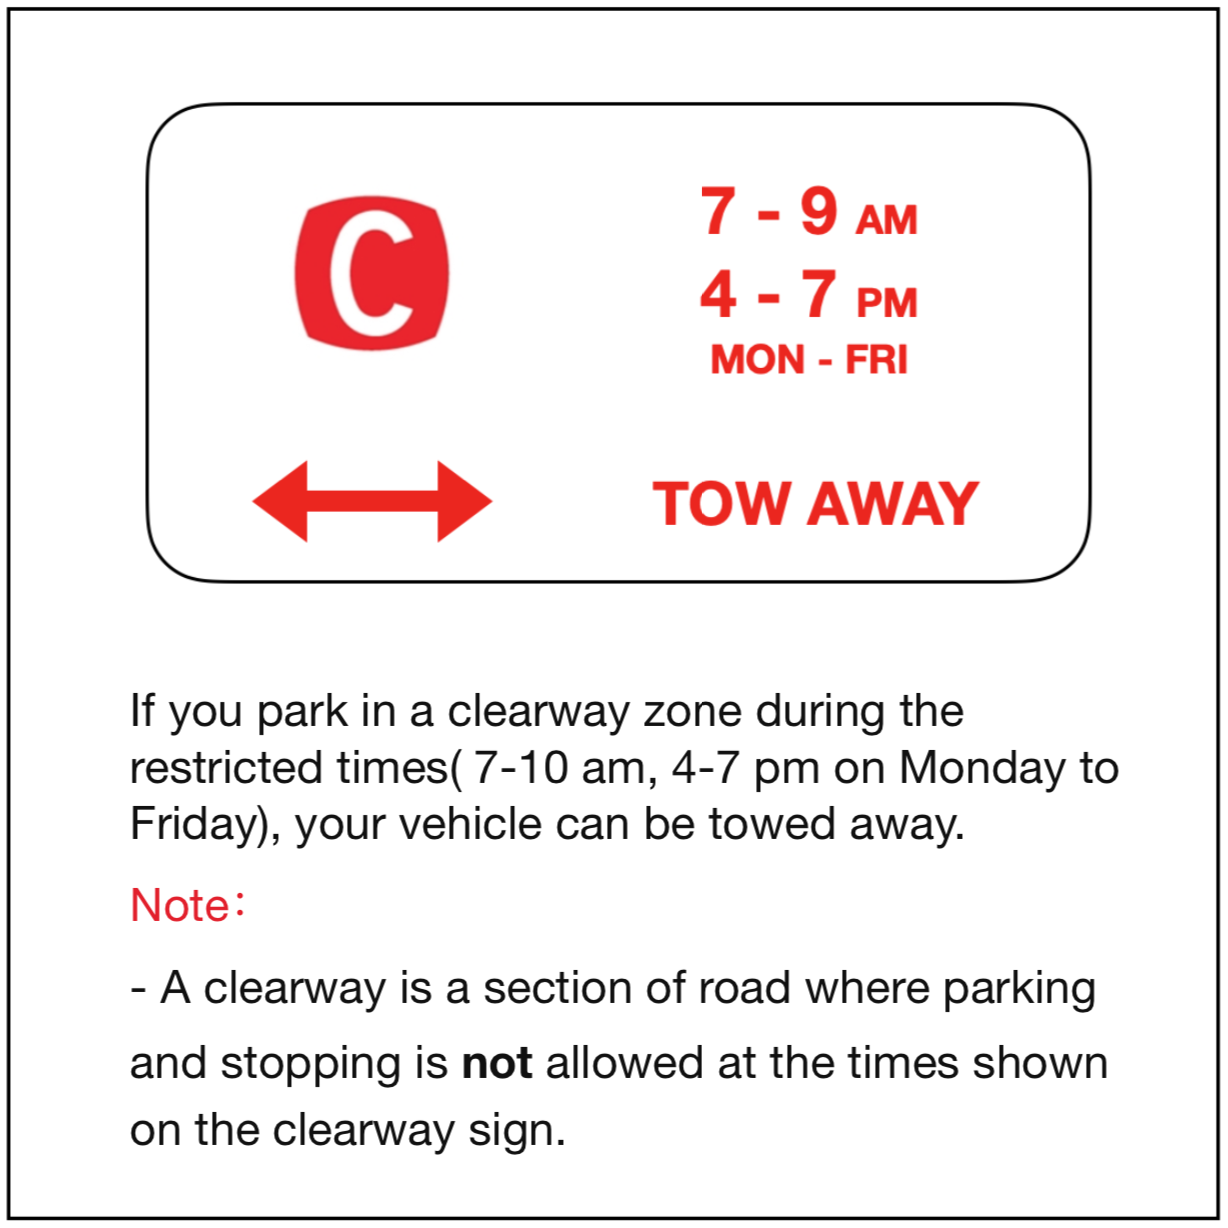 C
7 - 9 AM
4 - 7 PM
MON - FRI
TOW AWAY
If you park in a clearway zone during the
restricted times( 7-10 am, 4-7 pm on Monday to
Friday), your vehicle can be towed away.
Note：
- A clearway is a section of road where parking
and stopping is not allowed at the times shown
on the clearway sign.